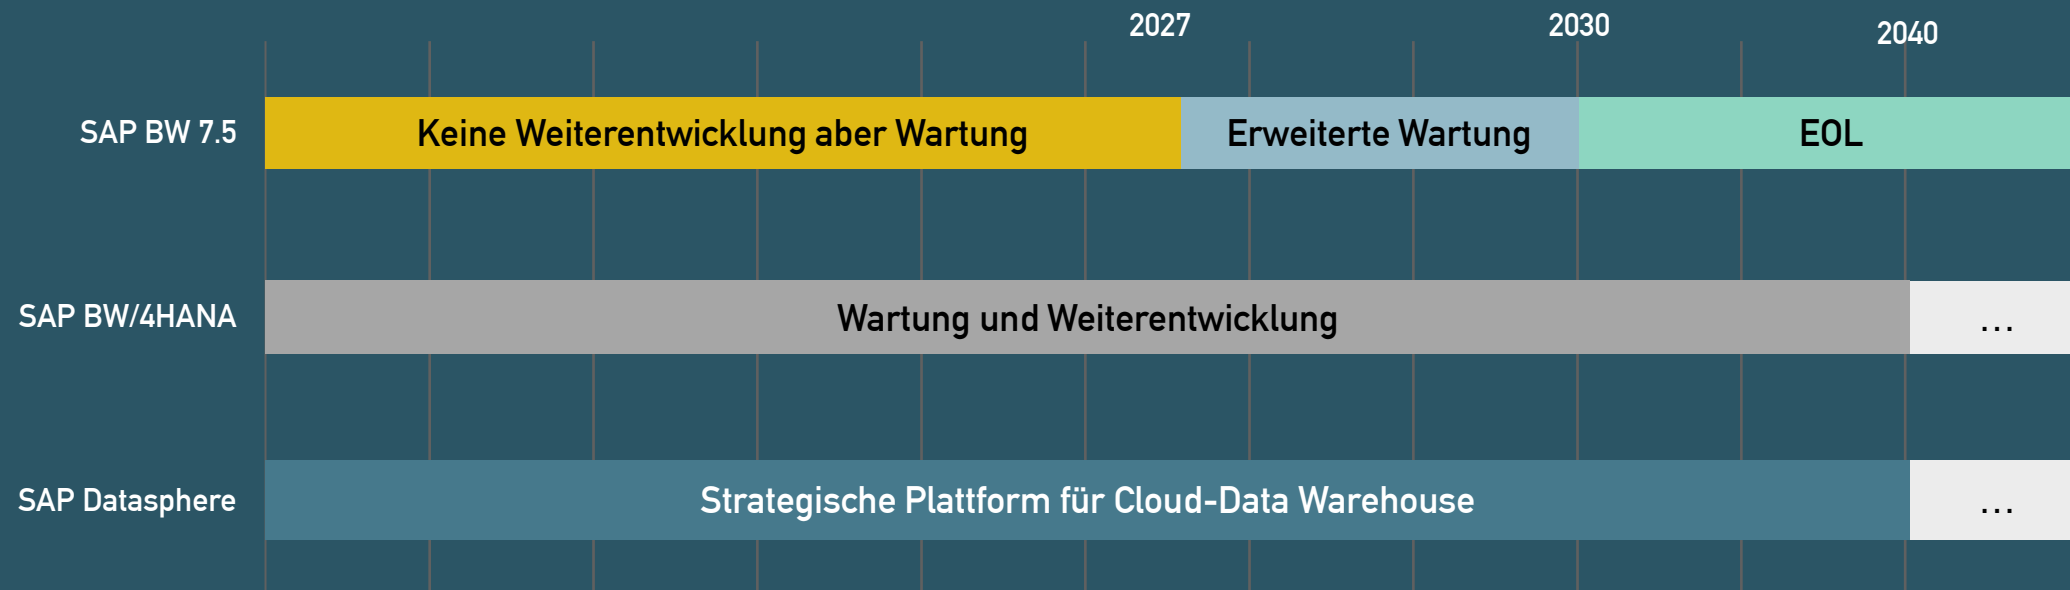 2027
2030
2040
SAP BW 7.5
Keine Weiterentwicklung aber Wartung
Erweiterte Wartung
EOL
SAP BW/4HANA
Wartung und Weiterentwicklung
...
SAP Datasphere
Strategische Plattform für Cloud-Data Warehouse
...